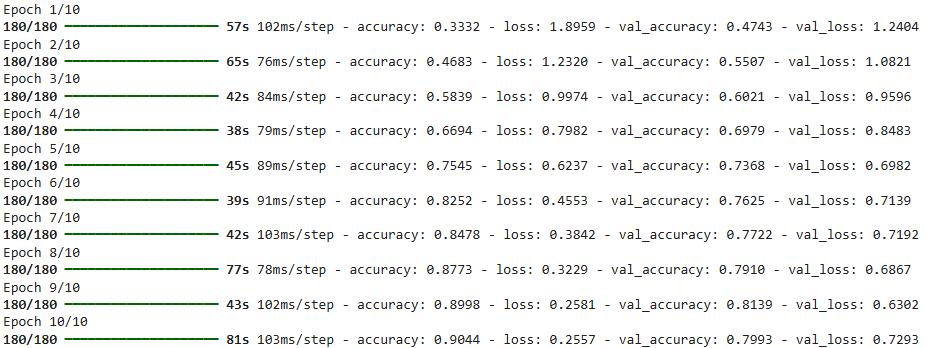 Epoch 1/10
180/180 ━━━━━━━━━━━━━━━━━━━━ 57s 102ms/step - accuracy: 0.3332 - loss: 1.8959 - val_accuracy: 0.4743 - val_loss: 1.2404
Epoch 2/10
180/180 ━━━━━━━━━━━━━━━━━━━━ 65s 76ms/step - accuracy: 0.4683 - loss: 1.2320 - val_accuracy: 0.5507 - val_loss: 1.0821
Epoch 3/10
180/180 ━━━━━━━━━━━━━━━━━━━━ 42s 84ms/step - accuracy: 0.5839 - loss: 0.9974 - val_accuracy: 0.6021 - val_loss: 0.9596
Epoch 4/10
180/180 ━━━━━━━━━━━━━━━━━━━━ 38s 79ms/step - accuracy: 0.6694 - loss: 0.7982 - val_accuracy: 0.6979 - val_loss: 0.8483
Epoch 5/10
180/180 ━━━━━━━━━━━━━━━━━━━━ 45s 89ms/step - accuracy: 0.7545 - loss: 0.6237 - val_accuracy: 0.7368 - val_loss: 0.6982
Epoch 6/10
180/180 ━━━━━━━━━━━━━━━━━━━━ 39s 91ms/step - accuracy: 0.8252 - loss: 0.4553 - val_accuracy: 0.7625 - val_loss: 0.7139
Epoch 7/10
180/180 ━━━━━━━━━━━━━━━━━━━━ 42s 103ms/step - accuracy: 0.8478 - loss: 0.3842 - val_accuracy: 0.7722 - val_loss: 0.7192
Epoch 8/10
180/180 ━━━━━━━━━━━━━━━━━━━━ 77s 78ms/step - accuracy: 0.8773 - loss: 0.3229 - val_accuracy: 0.7910 - val_loss: 0.6867
Epoch 9/10
180/180 ━━━━━━━━━━━━━━━━━━━━ 43s 102ms/step - accuracy: 0.8998 - loss: 0.2581 - val_accuracy: 0.8139 - val_loss: 0.6302
Epoch 10/10
180/180 ━━━━━━━━━━━━━━━━━━━━ 81s 103ms/step - accuracy: 0.9044 - loss: 0.2557 - val_accuracy: 0.7993 - val_loss: 0.7293